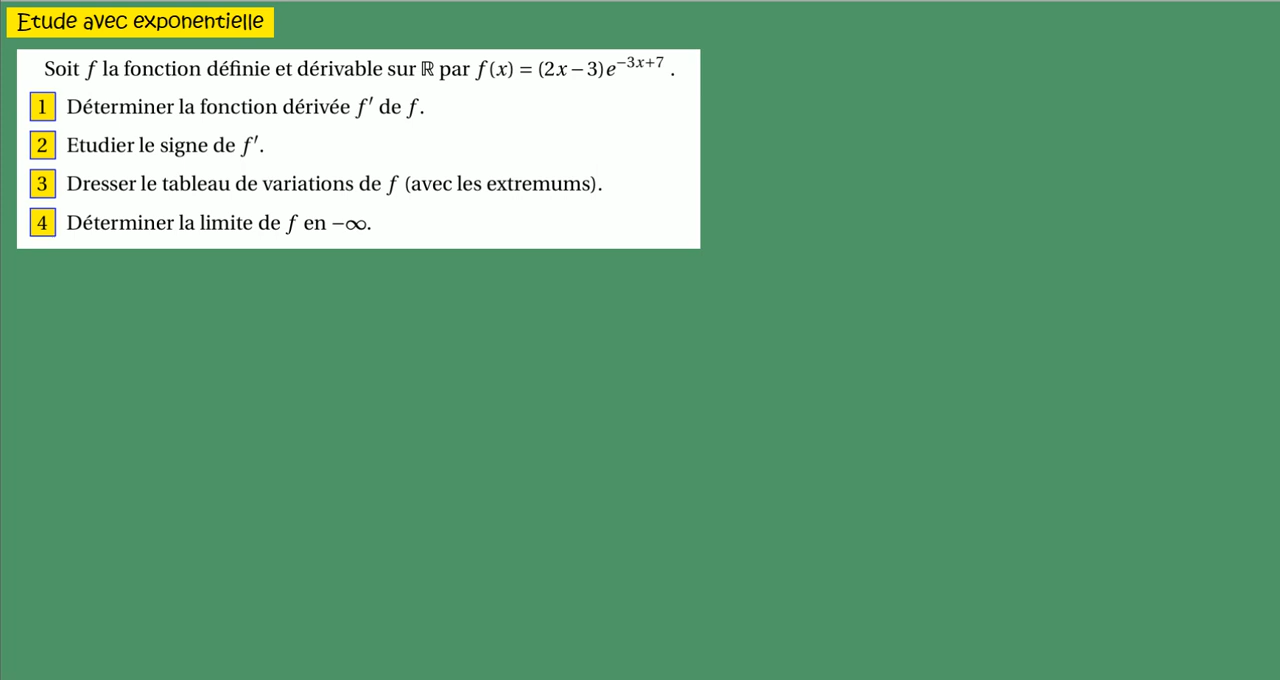 Etude avec exponentielle
Soit f la fonction définie et dérivable sur ℝ par f(x) = (2x − 3)e^{−3x+7} .
1 Déterminer la fonction dérivée f′ de f.
2 Etudier le signe de f′.
3 Dresser le tableau de variations de f (avec les extremums).
4 Déterminer la limite de f en −∞.